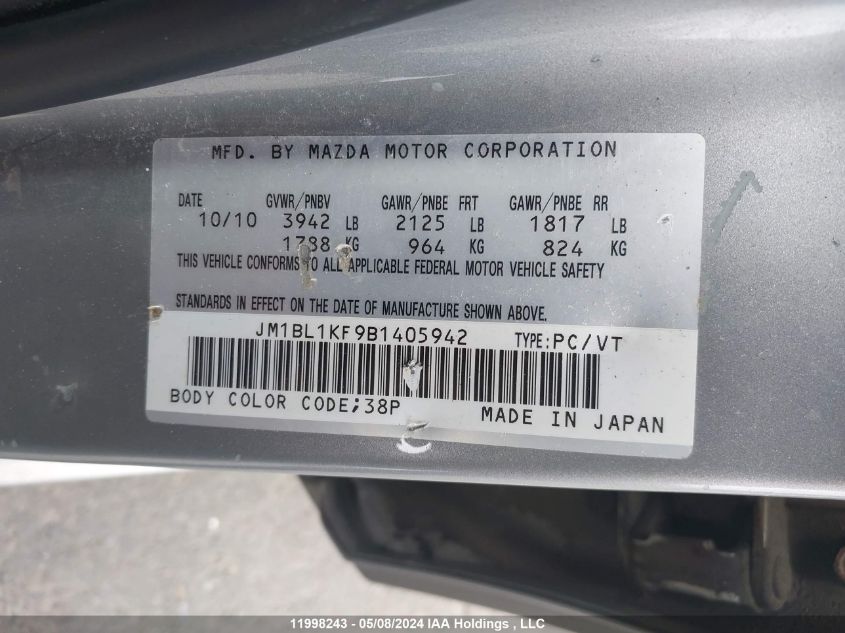 MFD. BY MAZDA MOTOR CORPORATION
DATE GVWR/PNBV GAWR/PNBE FRT GAWR/PNBE RR
10/10 3942 LB 2125 LB 1817 LB
1788 KG 964 KG 824 KG
THIS VEHICLE CONFORMS TO ALL APPLICABLE FEDERAL MOTOR VEHICLE SAFETY
STANDARDS IN EFFECT ON THE DATE OF MANUFACTURE SHOWN ABOVE.
JM1BL1KF9B1405942 TYPE:PC/VT
BODY COLOR CODE;38P MADE IN JAPAN
11998243 - 05/08/2024 IAA Holdings , LLC